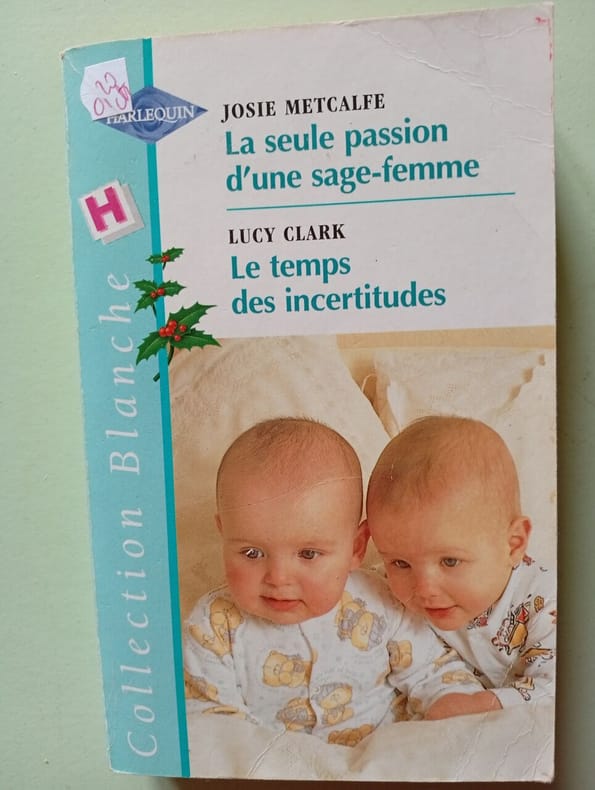 HARLEQUIN
JOSIE METCALFE
La seule passion
d'une sage-femme
LUCY CLARK
Le temps
des incertitudes
H
Collection Blanche